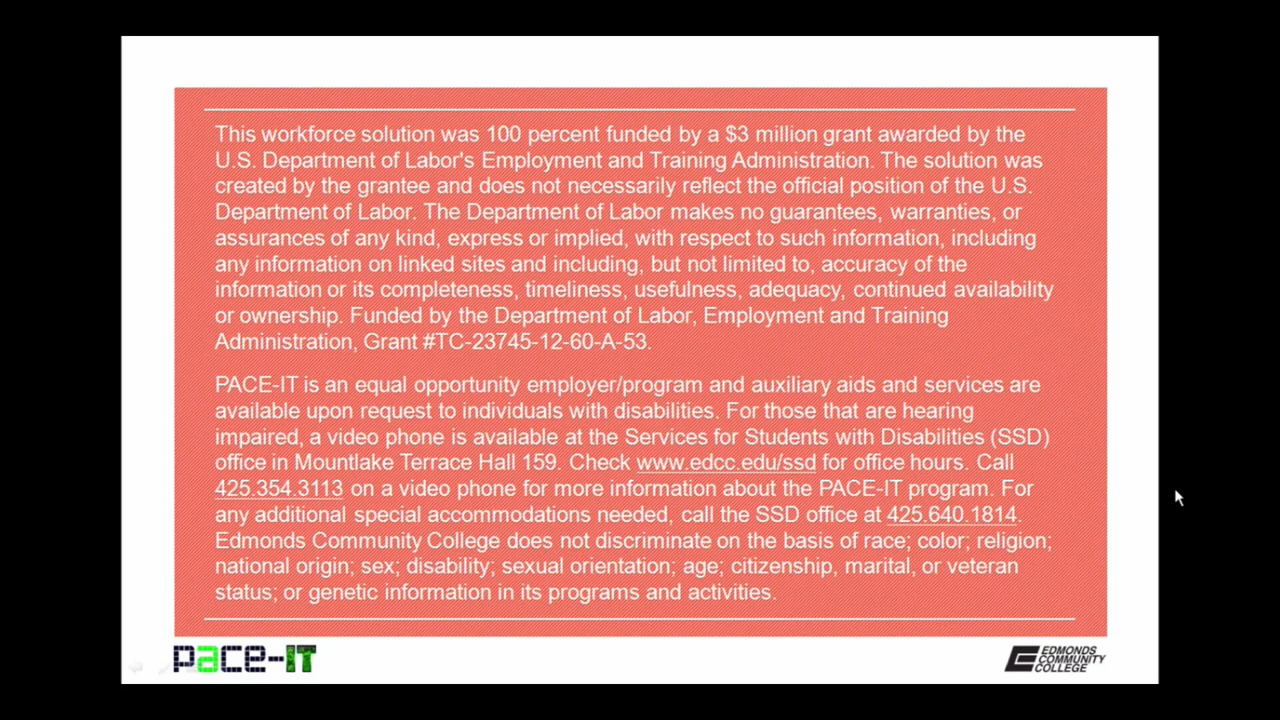 This workforce solution was 100 percent funded by a $3 million grant awarded by the
U.S. Department of Labor's Employment and Training Administration. The solution was
created by the grantee and does not necessarily reflect the official position of the U.S.
Department of Labor. The Department of Labor makes no guarantees, warranties, or
assurances of any kind, express or implied, with respect to such information, including
any information on linked sites and including, but not limited to, accuracy of the
information or its completeness, timeliness, usefulness, adequacy, continued availability
or ownership. Funded by the Department of Labor, Employment and Training
Administration, Grant #TC-23745-12-60-A-53.
PACE-IT is an equal opportunity employer/program and auxiliary aids and services are
available upon request to individuals with disabilities. For those that are hearing
impaired, a video phone is available at the Services for Students with Disabilities (SSD)
office in Mountlake Terrace Hall 159. Check www.edcc.edu/ssd for office hours. Call
425.354.3113 on a video phone for more information about the PACE-IT program. For
any additional special accommodations needed, call the SSD office at 425.640.1814.
Edmonds Community College does not discriminate on the basis of race; color; religion;
national origin; sex; disability; sexual orientation; age; citizenship, marital, or veteran
status; or genetic information in its programs and activities.
pace-IT
EDMONDS
COMMUNITY
COLLEGE